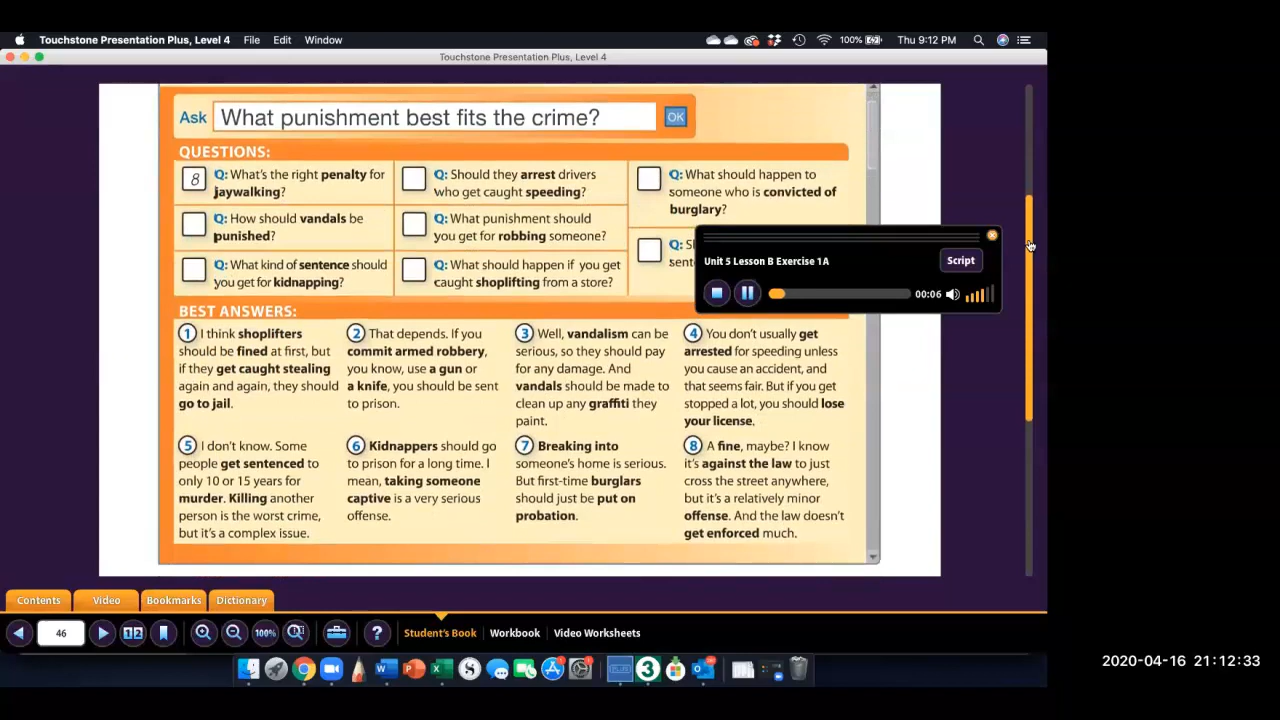 Touchstone Presentation Plus, Level 4 File Edit Window 100% Thu 9:12 PM
Touchstone Presentation Plus, Level 4
Ask What punishment best fits the crime? OK
QUESTIONS:
8 Q: What's the right penalty for
jaywalking?
Q: How should vandals be
punished?
Q: What kind of sentence should
you get for kidnapping?
Q: Should they arrest drivers
who get caught speeding?
Q: What punishment should
you get for robbing someone?
Q: What should happen if you get
caught shoplifting from a store?
Q: What should happen to
someone who is convicted of
burglary?
Q:
Unit 5 Lesson B Exercise 1A Script
00:06
BEST ANSWERS:
1 I think shoplifters
should be fined at first, but
if they get caught stealing
again and again, they should
go to jail.
2 That depends. If you
commit armed robbery,
you know, use a gun or
a knife, you should be sent
to prison.
3 Well, vandalism can be
serious, so they should pay
for any damage. And
vandals should be made to
clean up any graffiti they
paint.
4 You don't usually get
arrested for speeding unless
you cause an accident, and
that seems fair. But if you get
stopped a lot, you should lose
your license.
5 I don't know. Some
people get sentenced to
only 10 or 15 years for
murder. Killing another
person is the worst crime,
but it's a complex issue.
6 Kidnappers should go
to prison for a long time. I
mean, taking someone
captive is a very serious
offense.
7 Breaking into
someone's home is serious.
But first-time burglars
should just be put on
probation.
8 A fine, maybe? I know
it's against the law to just
cross the street anywhere,
but it's a relatively minor
offense. And the law doesn't
get enforced much.
Contents Video Bookmarks Dictionary
46 12 100% ? Student's Book Workbook Video Worksheets
2020-04-16 21:12:33